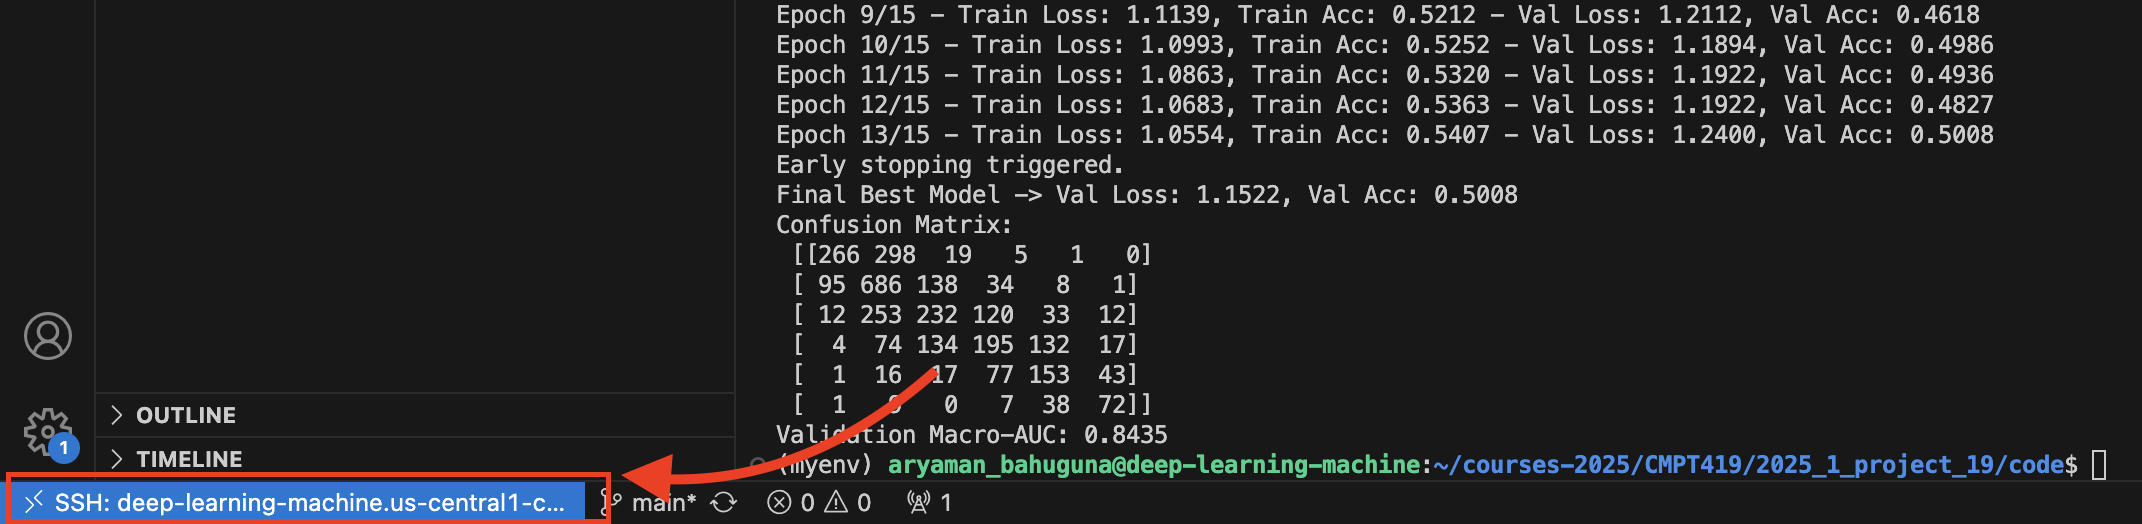 Epoch 9/15 – Train Loss: 1.1139, Train Acc: 0.5212 – Val Loss: 1.2112, Val Acc: 0.4618
Epoch 10/15 – Train Loss: 1.0993, Train Acc: 0.5252 – Val Loss: 1.1894, Val Acc: 0.4986
Epoch 11/15 – Train Loss: 1.0863, Train Acc: 0.5320 – Val Loss: 1.1922, Val Acc: 0.4936
Epoch 12/15 – Train Loss: 1.0683, Train Acc: 0.5363 – Val Loss: 1.1922, Val Acc: 0.4827
Epoch 13/15 – Train Loss: 1.0554, Train Acc: 0.5407 – Val Loss: 1.2400, Val Acc: 0.5008
Early stopping triggered.
Final Best Model –> Val Loss: 1.1522, Val Acc: 0.5008
Confusion Matrix:
[[266 298 19 5 1 0]
[ 95 686 138 34 8 1]
[ 12 253 232 120 33 12]
[ 4 74 134 195 132 17]
[ 1 16 17 77 153 43]
[ 1 0 7 38 72]]
Validation Macro–AUC: 0.8435
(myenv) aryaman_bahuguna@deep-learning-machine:~/courses-2025/CMPT419/2025_1_project_19/code$
OUTLINE
1
TIMELINE
SSH: deep-learning-machine.us-central1-c...
main*
0
0
1